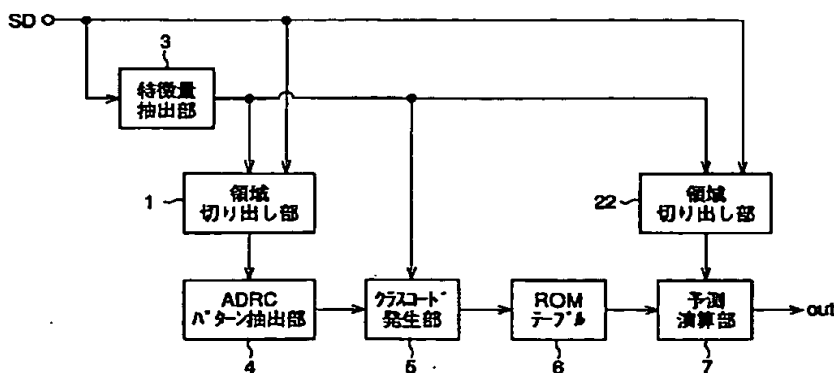 SD
3
特徴量
抽出部
1
領域
切り出し部
22
領域
切り出し部
ADRC
パターン抽出部
クラスコード
発生部
ROM
テーブル
予測
演算部
out
4
5
6
7